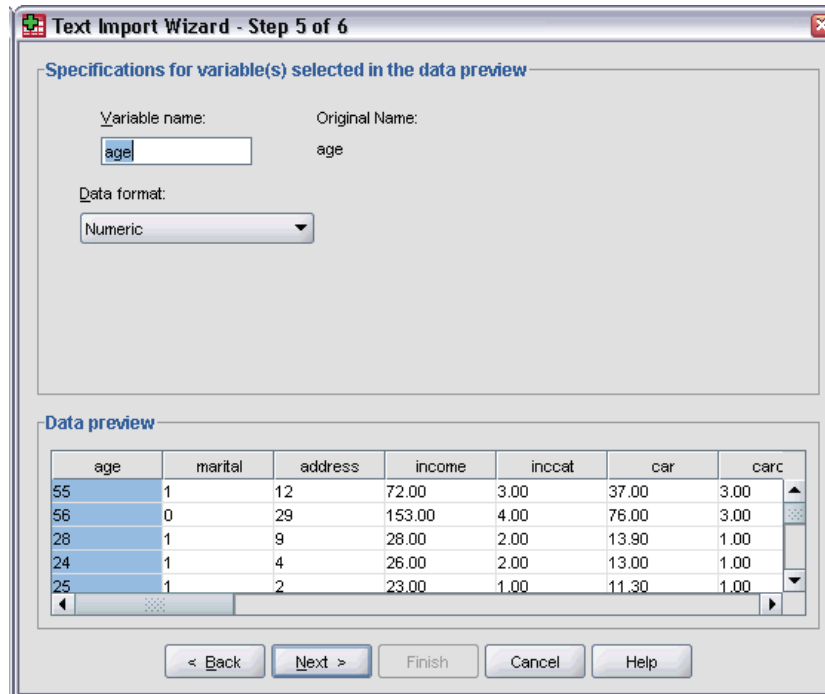 Text Import Wizard - Step 5 of 6
Specifications for variable(s) selected in the data preview
Variable name: Original Name:
age age
Data format:
Numeric
Data preview
age marital address income inccat car carc
55 1 12 72.00 3.00 37.00 3.00
56 0 29 153.00 4.00 76.00 3.00
28 1 9 28.00 2.00 13.90 1.00
24 1 4 26.00 2.00 13.00 1.00
25 1 2 23.00 1.00 11.30 1.00
< Back Next > Finish Cancel Help